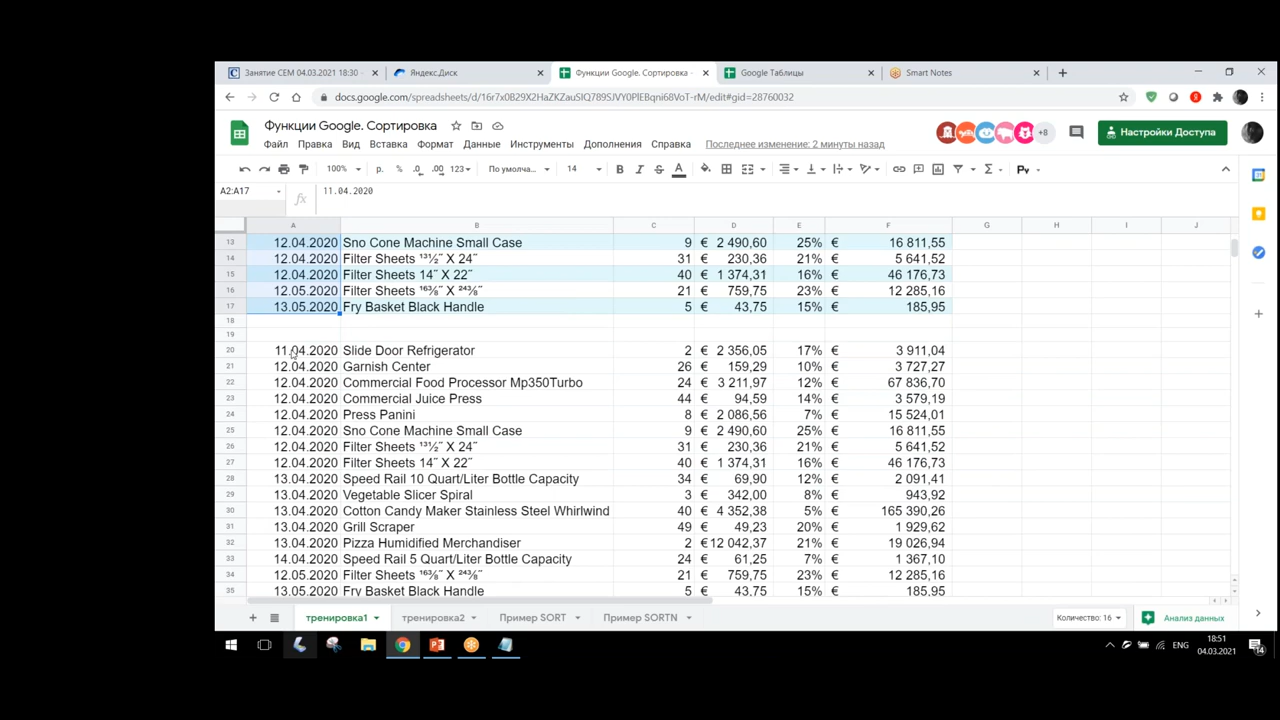 Занятие СЕМ 04.03.2021 18:30
Яндекс.Диск
Функции Google. Сортировка -
Google Таблицы
Smart Notes
docs.google.com/spreadsheets/d/16r7x0B29X2HaZKZauSIQ789SJVY0PlEBqni68VoT-rM/edit#gid=28760032
Функции Google. Сортировка
+8
Настройки Доступа
Файл Правка Вид Вставка Формат Данные Инструменты Дополнения Справка Последнее изменение: 2 минуты назад
100% р. % .0 .00 123 По умолча... 14
A2:A17 fx 11.04.2020
A B C D E F G H I J
13 12.04.2020 Sno Cone Machine Small Case 9 € 2 490,60 25% € 16 811,55
14 12.04.2020 Filter Sheets ¹³½˝ X 24˝ 31 € 230,36 21% € 5 641,52
15 12.04.2020 Filter Sheets 14˝ X 22˝ 40 € 1 374,31 16% € 46 176,73
16 12.05.2020 Filter Sheets ¹⁶⅜˝ X ²⁴⅜˝ 21 € 759,75 23% € 12 285,16
17 13.05.2020 Fry Basket Black Handle 5 € 43,75 15% € 185,95
18
19
20 11.04.2020 Slide Door Refrigerator 2 € 2 356,05 17% € 3 911,04
21 12.04.2020 Garnish Center 26 € 159,29 10% € 3 727,27
22 12.04.2020 Commercial Food Processor Mp350Turbo 24 € 3 211,97 12% € 67 836,70
23 12.04.2020 Commercial Juice Press 44 € 94,59 14% € 3 579,19
24 12.04.2020 Press Panini 8 € 2 086,56 7% € 15 524,01
25 12.04.2020 Sno Cone Machine Small Case 9 € 2 490,60 25% € 16 811,55
26 12.04.2020 Filter Sheets ¹³½˝ X 24˝ 31 € 230,36 21% € 5 641,52
27 12.04.2020 Filter Sheets 14˝ X 22˝ 40 € 1 374,31 16% € 46 176,73
28 13.04.2020 Speed Rail 10 Quart/Liter Bottle Capacity 34 € 69,90 12% € 2 091,41
29 13.04.2020 Vegetable Slicer Spiral 3 € 342,00 8% € 943,92
30 13.04.2020 Cotton Candy Maker Stainless Steel Whirlwind 40 € 4 352,38 5% € 165 390,26
31 13.04.2020 Grill Scraper 49 € 49,23 20% € 1 929,62
32 13.04.2020 Pizza Humidified Merchandiser 2 € 12 042,37 21% € 19 026,94
33 14.04.2020 Speed Rail 5 Quart/Liter Bottle Capacity 24 € 61,25 7% € 1 367,10
34 12.05.2020 Filter Sheets ¹⁶⅜˝ X ²⁴⅜˝ 21 € 759,75 23% € 12 285,16
35 13.05.2020 Fry Basket Black Handle 5 € 43,75 15% € 185,95
тренировка1 тренировка2 Пример SORT Пример SORTN Количество: 16 Анализ данных
ENG
18:51
04.03.2021
14